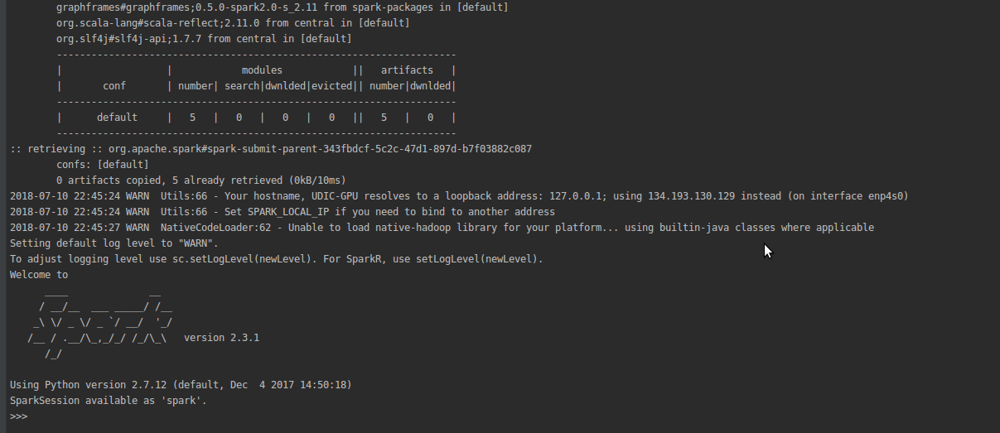 graphframes#graphframes;0.5.0-spark2.0-s_2.11 from spark-packages in [default]
        org.scala-lang#scala-reflect;2.11.0 from central in [default]
        org.slf4j#slf4j-api;1.7.7 from central in [default]
        ---------------------------------------------------------------------
        |                  |            modules            ||   artifacts   |
        |       conf       | number| search|dwnlded|evicted|| number|dwnlded|
        ---------------------------------------------------------------------
        |      default     |   5   |   0   |   0   |   0   ||   5   |   0   |
        ---------------------------------------------------------------------
:: retrieving :: org.apache.spark#spark-submit-parent-343fbdcf-5c2c-47d1-897d-b7f03882c087
        confs: [default]
        0 artifacts copied, 5 already retrieved (0kB/10ms)
2018-07-10 22:45:24 WARN  Utils:66 - Your hostname, UDIC-GPU resolves to a loopback address: 127.0.0.1; using 134.193.130.129 instead (on interface enp4s0)
2018-07-10 22:45:24 WARN  Utils:66 - Set SPARK_LOCAL_IP if you need to bind to another address
2018-07-10 22:45:27 WARN  NativeCodeLoader:62 - Unable to load native-hadoop library for your platform... using builtin-java classes where applicable
Setting default log level to "WARN".
To adjust logging level use sc.setLogLevel(newLevel). For SparkR, use setLogLevel(newLevel).
Welcome to
      ____              __
     / __/__  ___ _____/ /__
    _\ \/ _ \/ _ `/ __/  '_/
   /__ / .__/\_,_/_/ /_/\_\   version 2.3.1
      /_/

Using Python version 2.7.12 (default, Dec  4 2017 14:50:18)
SparkSession available as 'spark'.
>>>